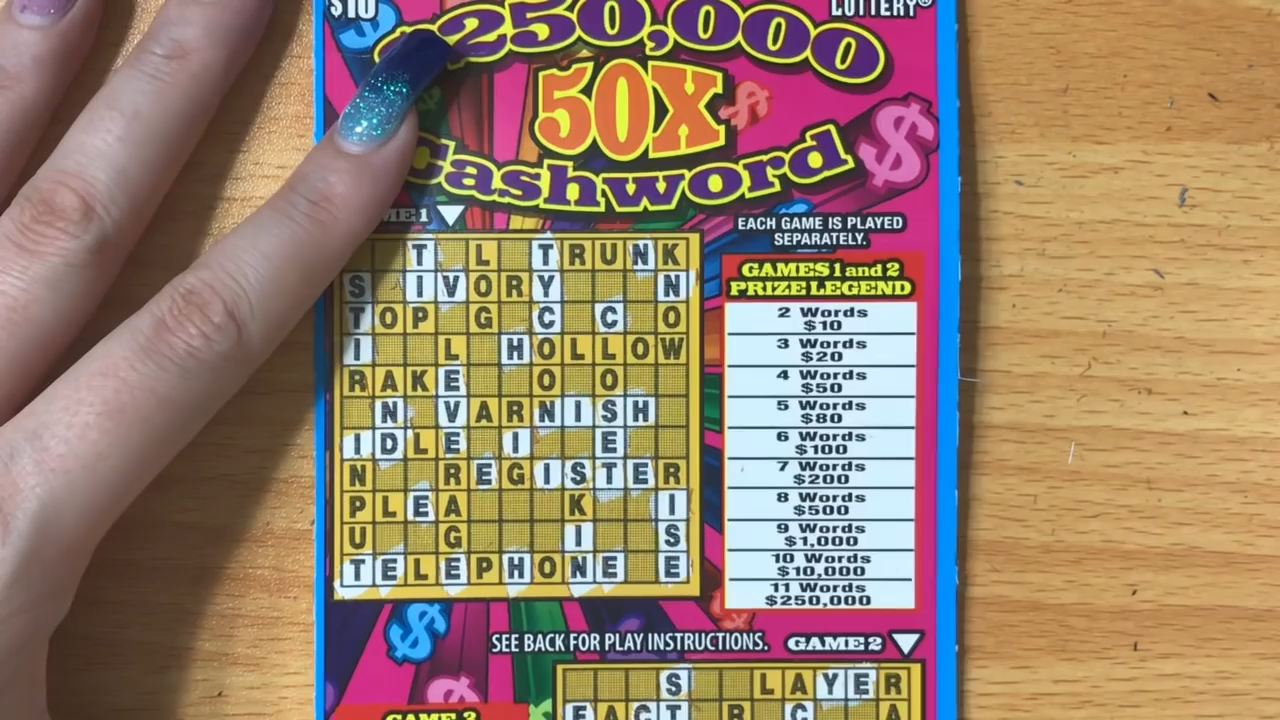 $10
LOTTERY®
$250,000
50X
Cashword
EACH GAME IS PLAYED
SEPARATELY.
T L T TRUNK
S IVORY N
TOP G C C O
I L HOLLOW
RAKE O O
N VARNISH
IDLE I E
N REGISTER
PLEA K I
U G I S
TELEPHONE E
GAMES 1 and 2
PRIZE LEGEND
2 Words
$10
3 Words
$20
4 Words
$50
5 Words
$80
6 Words
$100
7 Words
$200
8 Words
$500
9 Words
$1,000
10 Words
$10,000
11 Words
$250,000
SEE BACK FOR PLAY INSTRUCTIONS. GAME 2
S LAYER